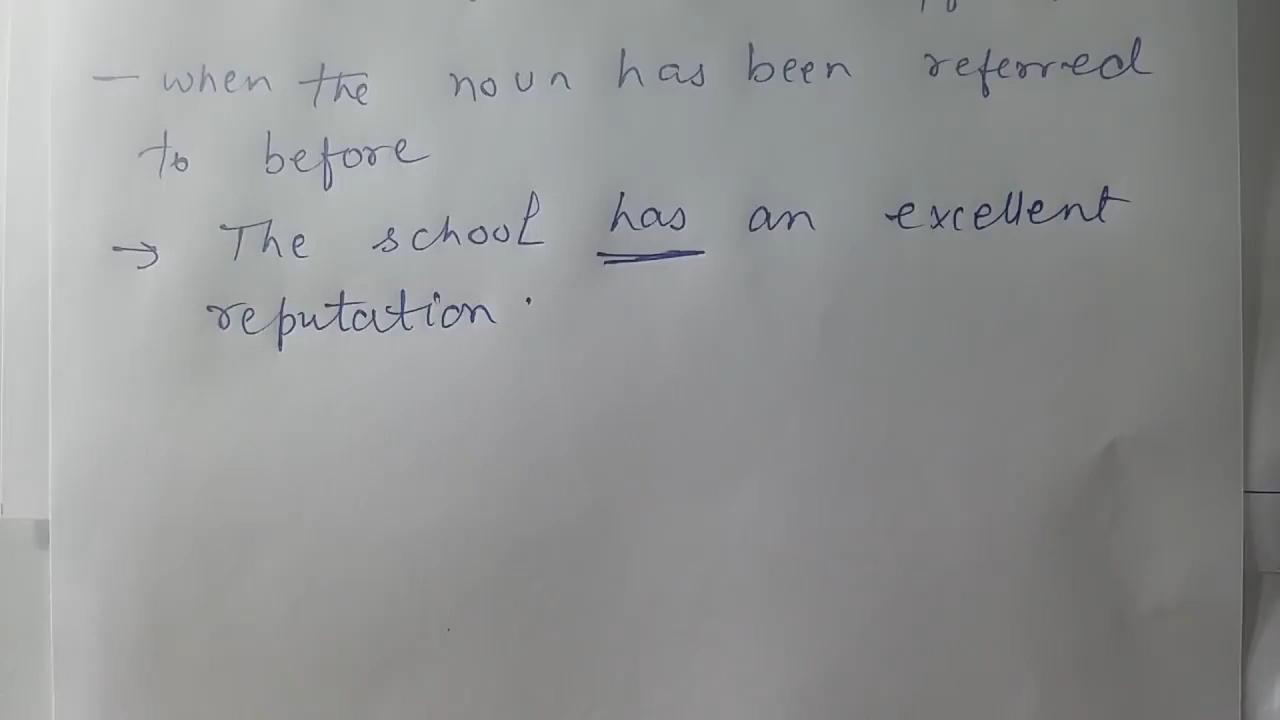 — when the noun has been referred
to before
→ The school has an excellent
reputation.